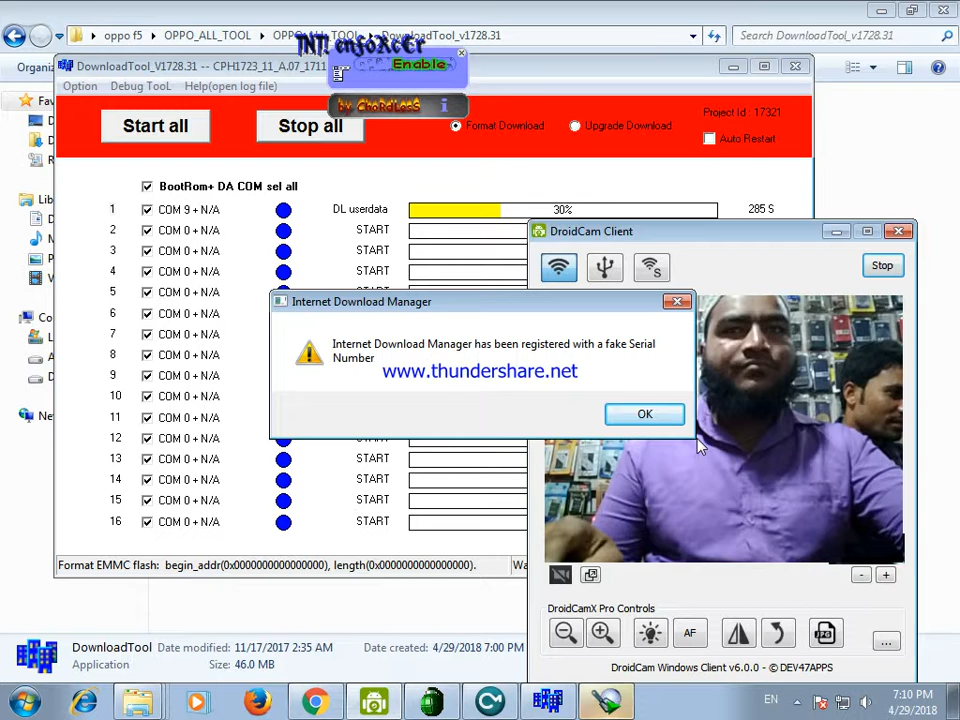 oppo f5 OPPO_ALL_TOOL DownloadTool_v1728.31
Search DownloadTool_v1728.31
TNT enfoRcEr
Enable
by CHoRdLesS i
DownloadTool_V1728.31 -- CPH1723_11_A.07_1711
Option Debug TooL Help(open log file)
Start all Stop all Format Download Upgrade Download
Project Id : 17321
Auto Restart
BootRom+ DA COM sel all
1 COM 9 + N/A DL userdata 30% 285 S
2 COM 0 + N/A START
3 COM 0 + N/A START
4 COM 0 + N/A START
5 COM 0 + N/A
6 COM 0 + N/A
7 COM 0 + N/A
8 COM 0 + N/A
9 COM 0 + N/A
10 COM 0 + N/A
11 COM 0 + N/A
12 COM 0 + N/A
13 COM 0 + N/A START
14 COM 0 + N/A START
15 COM 0 + N/A START
16 COM 0 + N/A START
Format EMMC flash: begin_addr(0x0000000000000000), length(0x0000000000000000).
DroidCam Client
Stop
Internet Download Manager
Internet Download Manager has been registered with a fake Serial
Number
www.thundershare.net
OK
- +
DroidCamX Pro Controls
AF JPG ...
DroidCam Windows Client v6.0.0 - © DEV47APPS
DownloadTool Date modified: 11/17/2017 2:35 AM Date created: 4/29/2018 7:00 PM
Application Size: 46.0 MB
EN 7:10 PM
4/29/2018